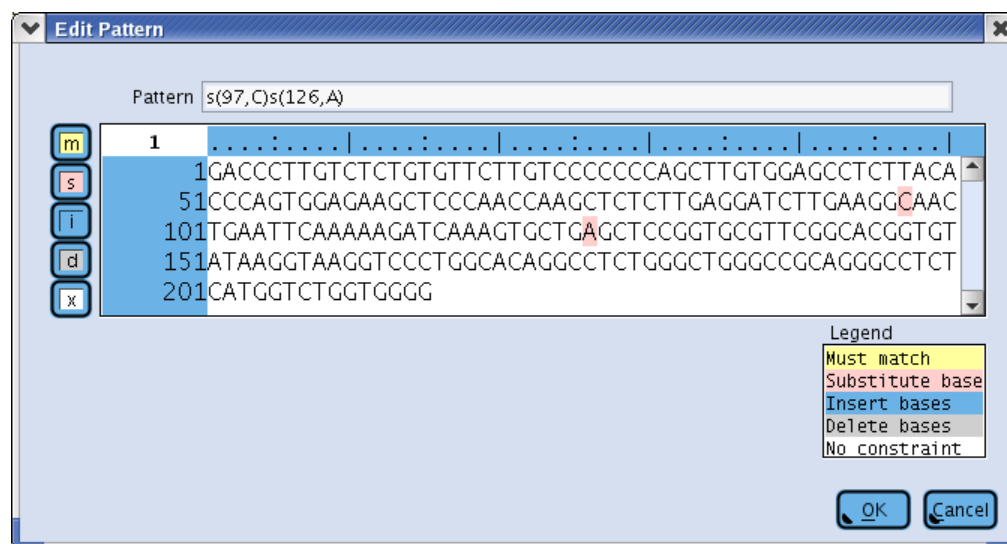 Edit Pattern
Pattern s(97,C)s(126,A)
m
s
i
d
x
1 ....:....|....:....|....:....|....:....|....:....|
1GACCCTTGTCTCTGTGTTCTTGTCCCCCCCAGCTTGTGGAGCCTCTTACA
51CCCAGTGGAGAAGCTCCCAACCAAGCTCTCTTGAGGATCTTGAAGGCAAC
101TGAATTCAAAAAGATCAAAGTGCTGAGCTCCGGTGCGTTCGGCACGGTGT
151ATAAGGTAAGGTCCCTGGCACAGGCCTCTGGGCTGGGCCGCAGGGCCTCT
201CATGGTCTGGTGGGG
Legend
Must match
Substitute base
Insert bases
Delete bases
No constraint
OK Cancel